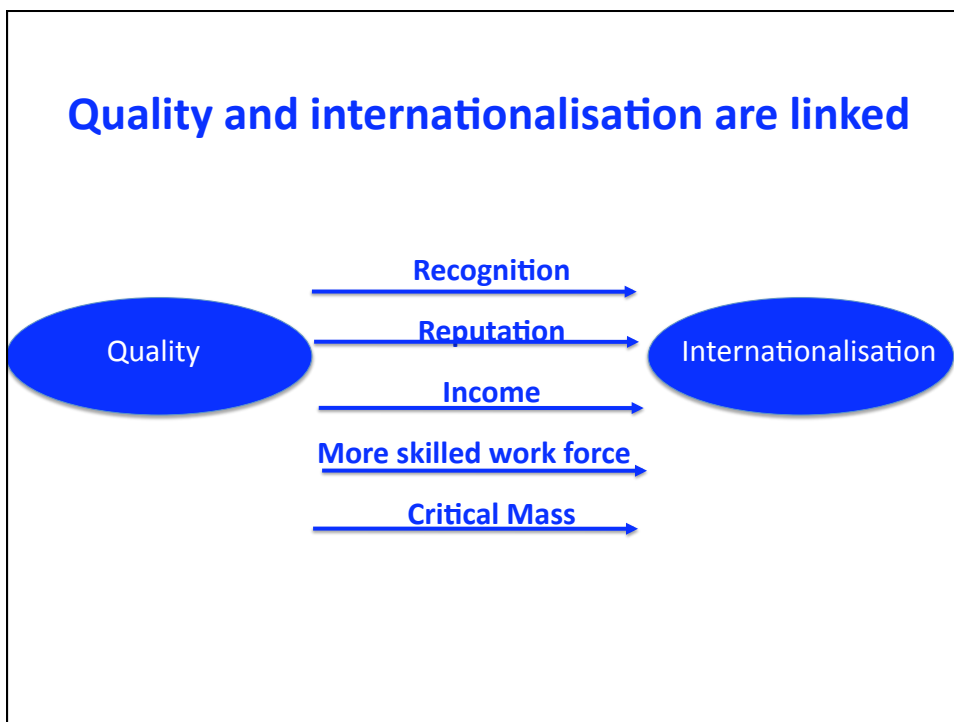 Quality and internationalisation are linked
Recognition
Reputation
Quality
Internationalisation
Income
More skilled work force
Critical Mass